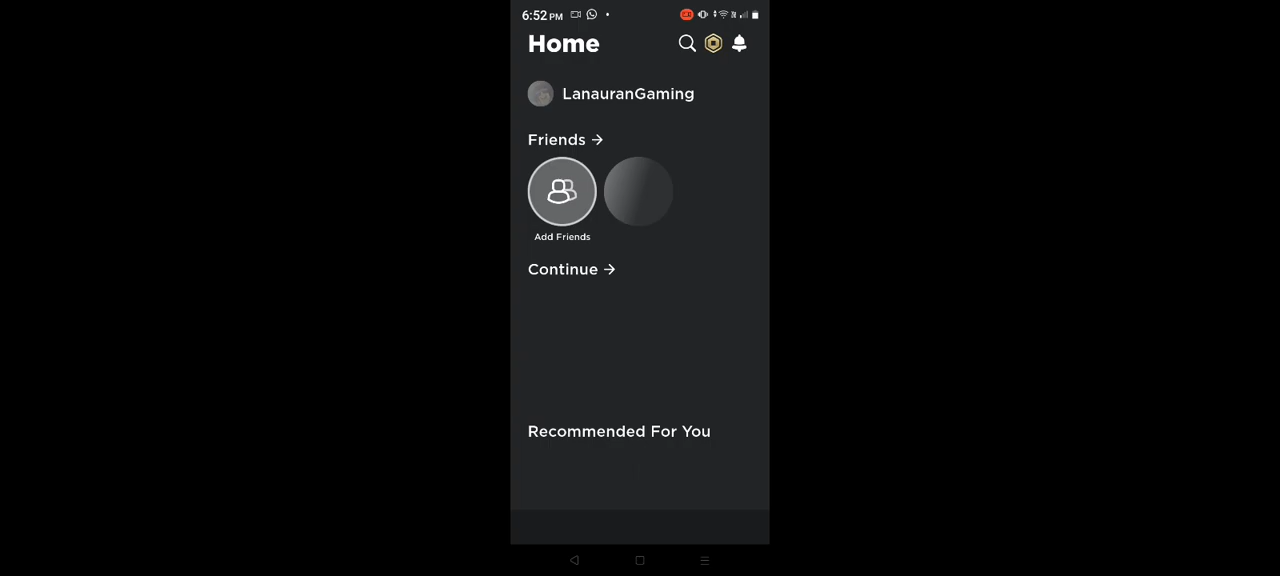 6:52 PM
Home
LanauranGaming
Friends →
Add Friends
Continue →
Recommended For You